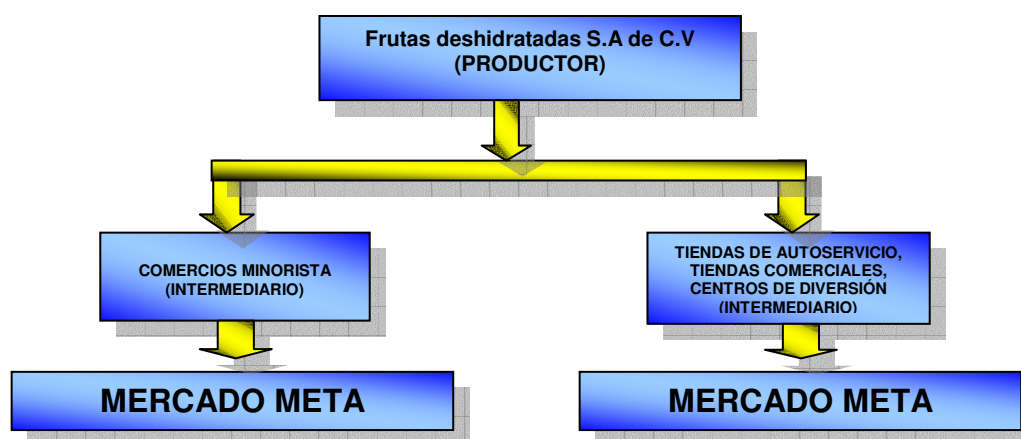 Frutas deshidratadas S.A de C.V
(PRODUCTOR)
COMERCIOS MINORISTA
(INTERMEDIARIO)
TIENDAS DE AUTOSERVICIO,
TIENDAS COMERCIALES,
CENTROS DE DIVERSIÓN
(INTERMEDIARIO)
MERCADO META
MERCADO META